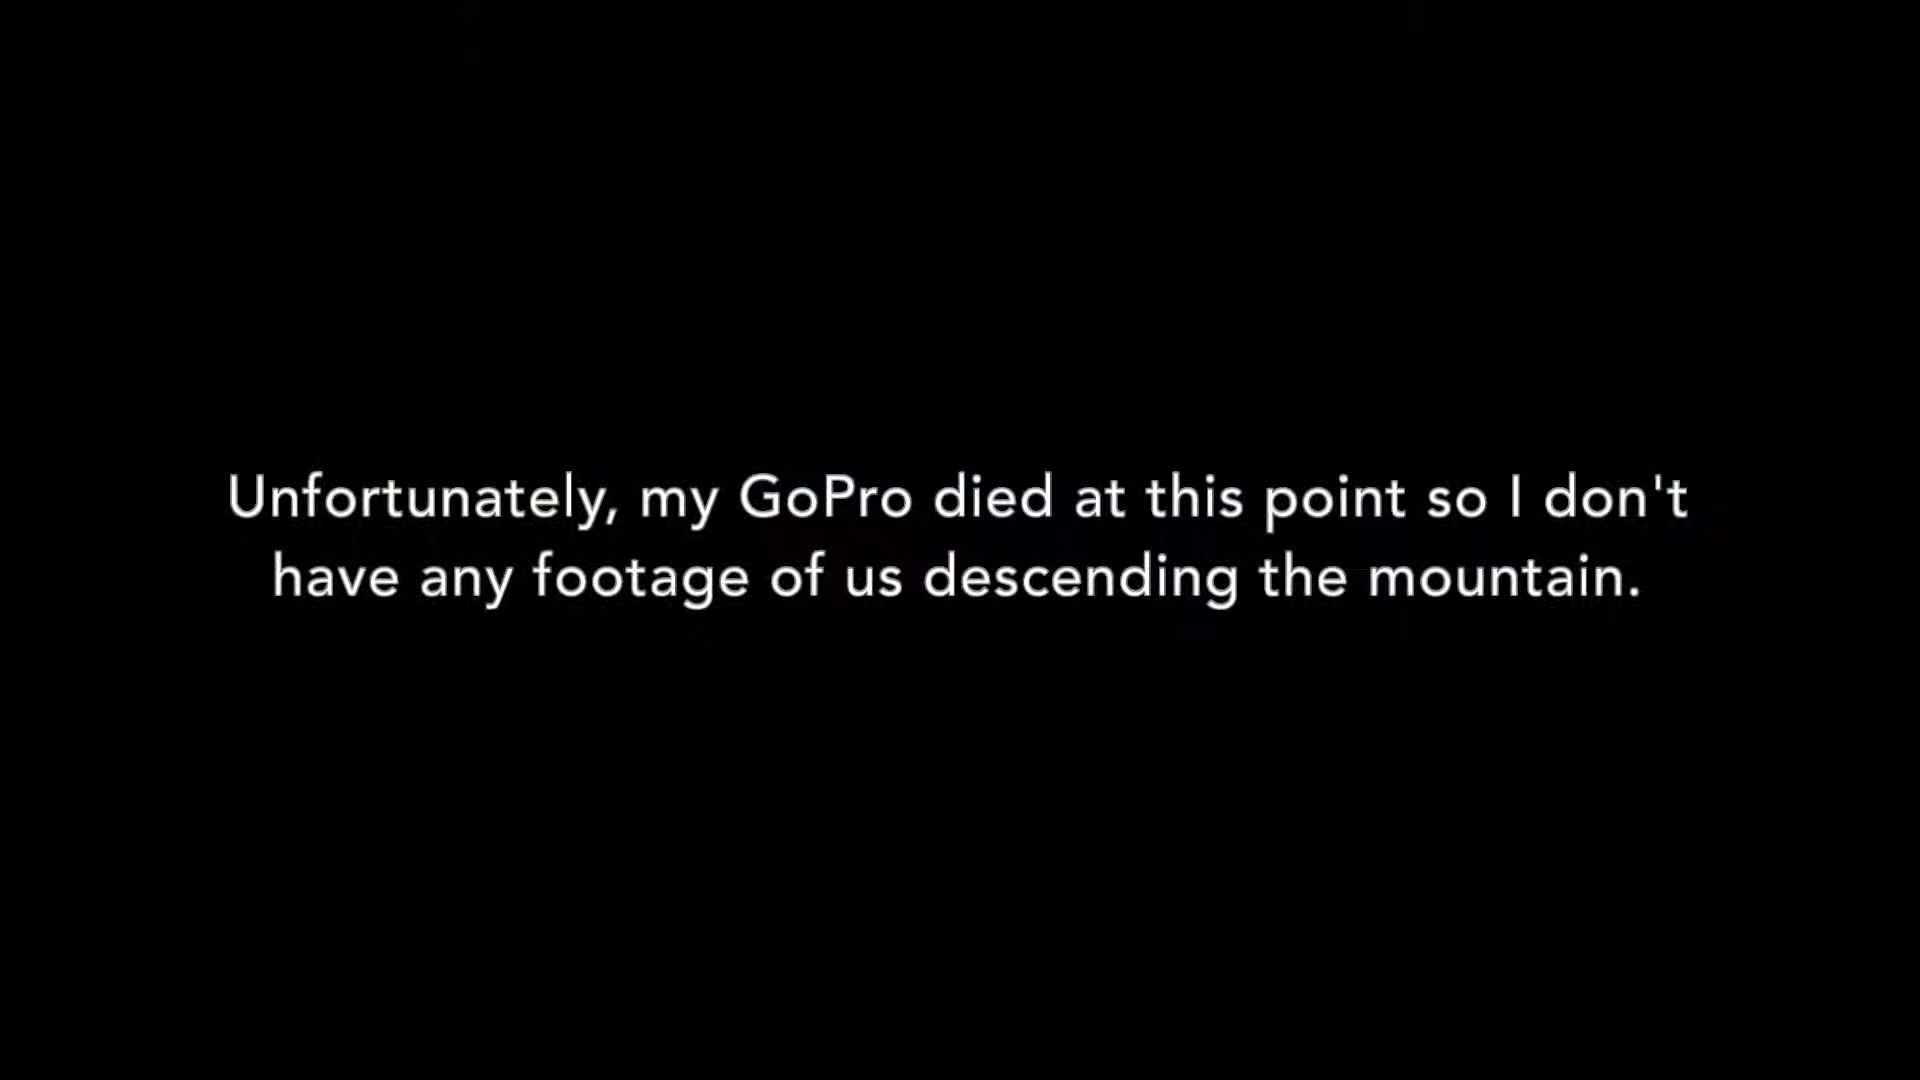 Unfortunately, my GoPro died at this point so I don't
have any footage of us descending the mountain.